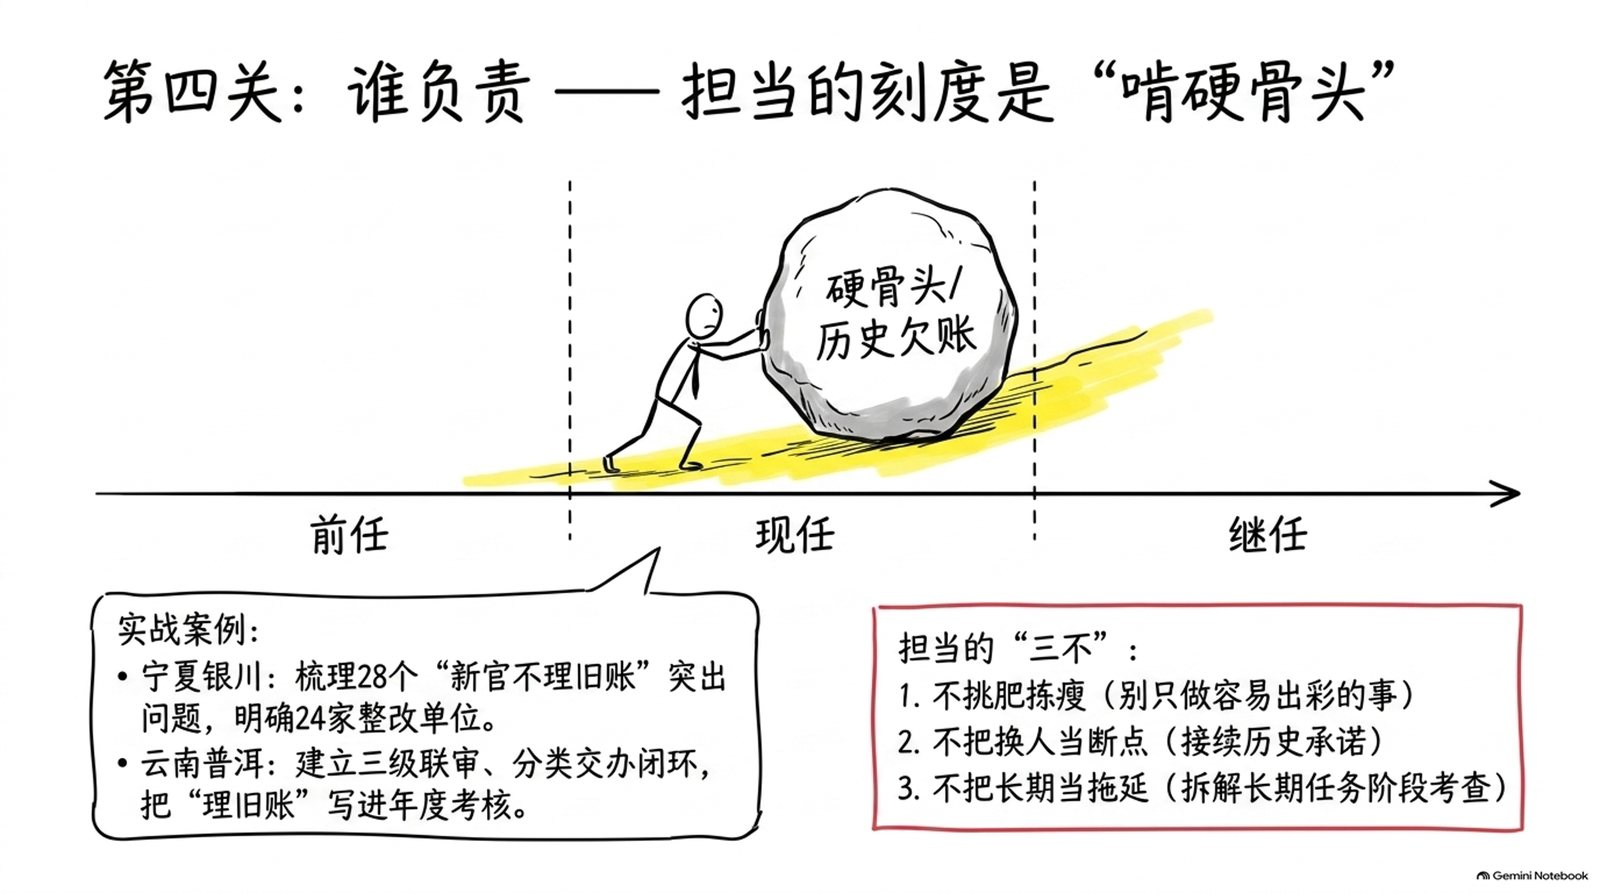 第四关：谁负责 —— 担当的刻度是“啃硬骨头”
硬骨头/
历史欠账
前任
现任
继任
实战案例：
• 宁夏银川：梳理28个“新官不理旧账”突出
问题，明确24家整改单位。
• 云南普洱：建立三级联审、分类交办闭环，
把“理旧账”写进年度考核。
担当的“三不”：
1. 不挑肥拣瘦（别只做容易出彩的事）
2. 不把换人当断点（接续历史承诺）
3. 不把长期当拖延（拆解长期任务阶段考查）
Gemini Notebook